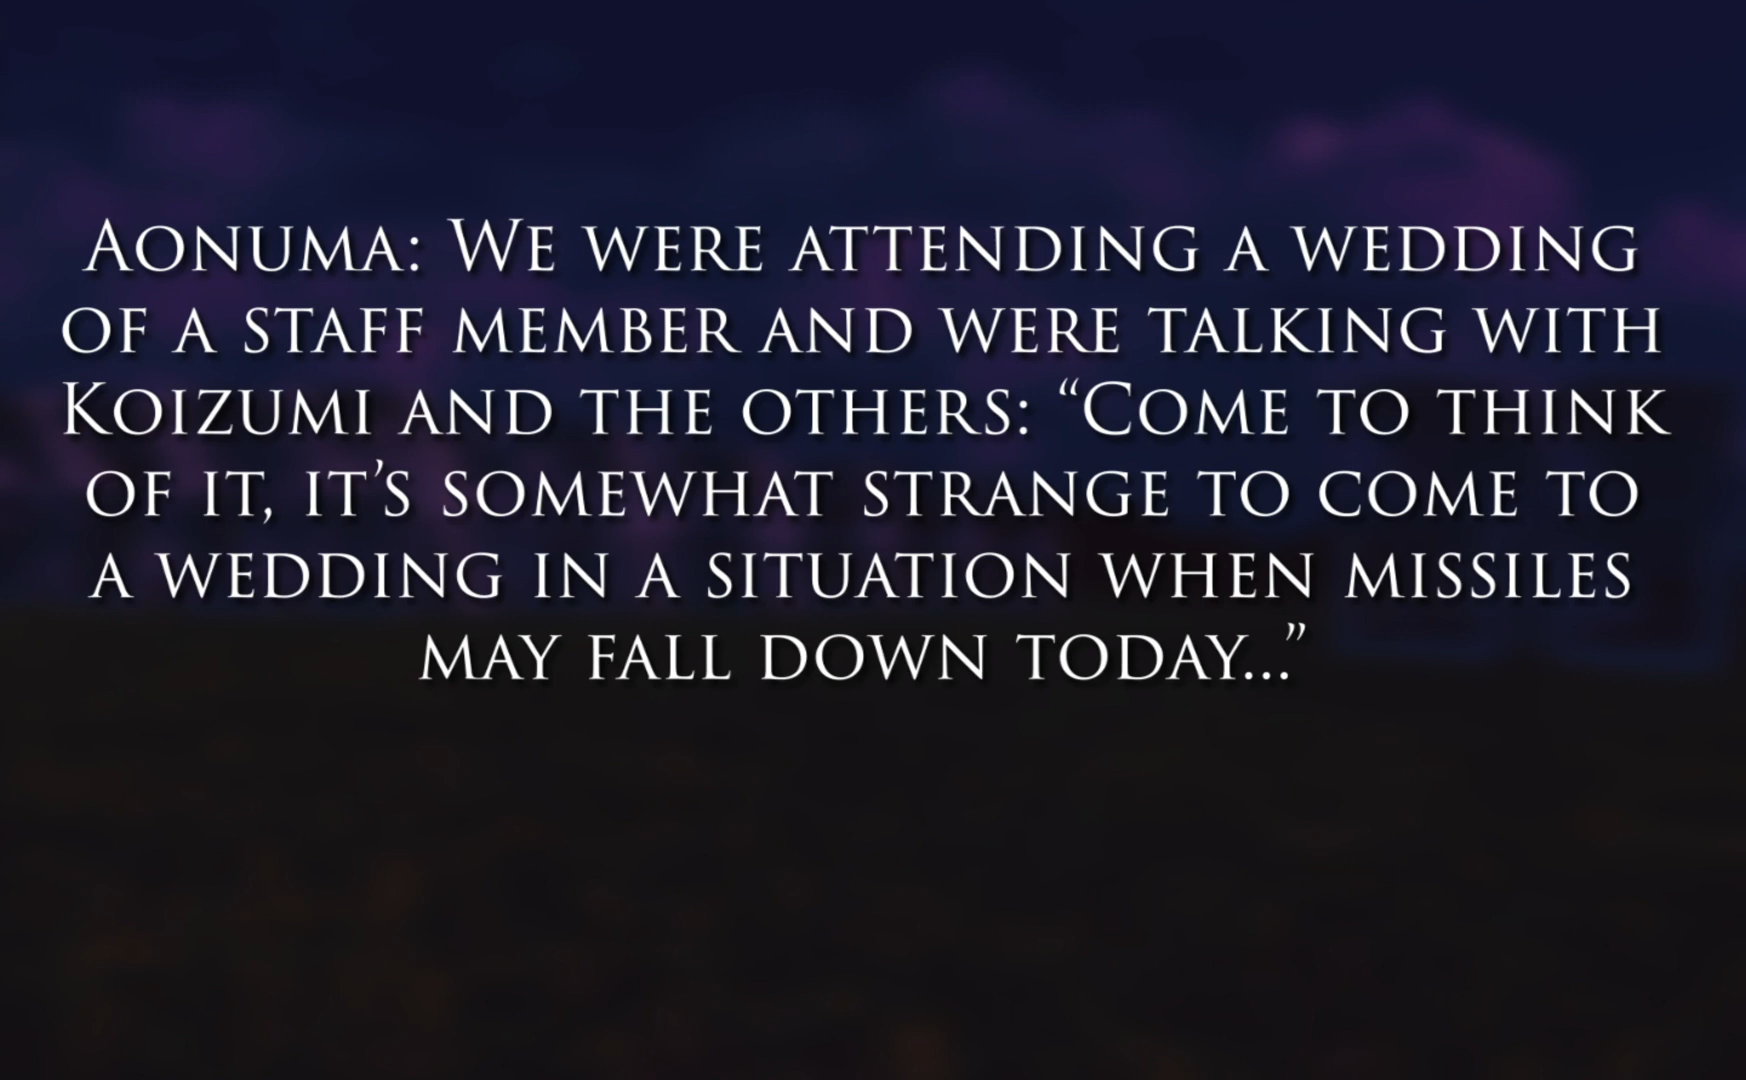 Aonuma: We were attending a wedding
of a staff member and were talking with
Koizumi and the others: “Come to think
of it, it’s somewhat strange to come to
a wedding in a situation when missiles
may fall down today...”